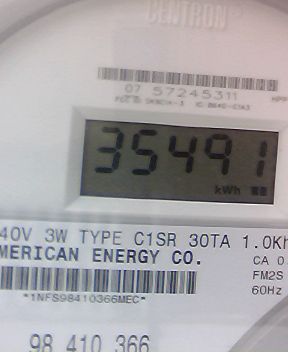 CENTRON®
07 57245311
35491
kWh
40V 3W TYPE C1SR 30TA 1.0Kh
MERICAN ENERGY CO.
CA 0
FM2S
60Hz
*1NFS98410366MEC*
98 410 366